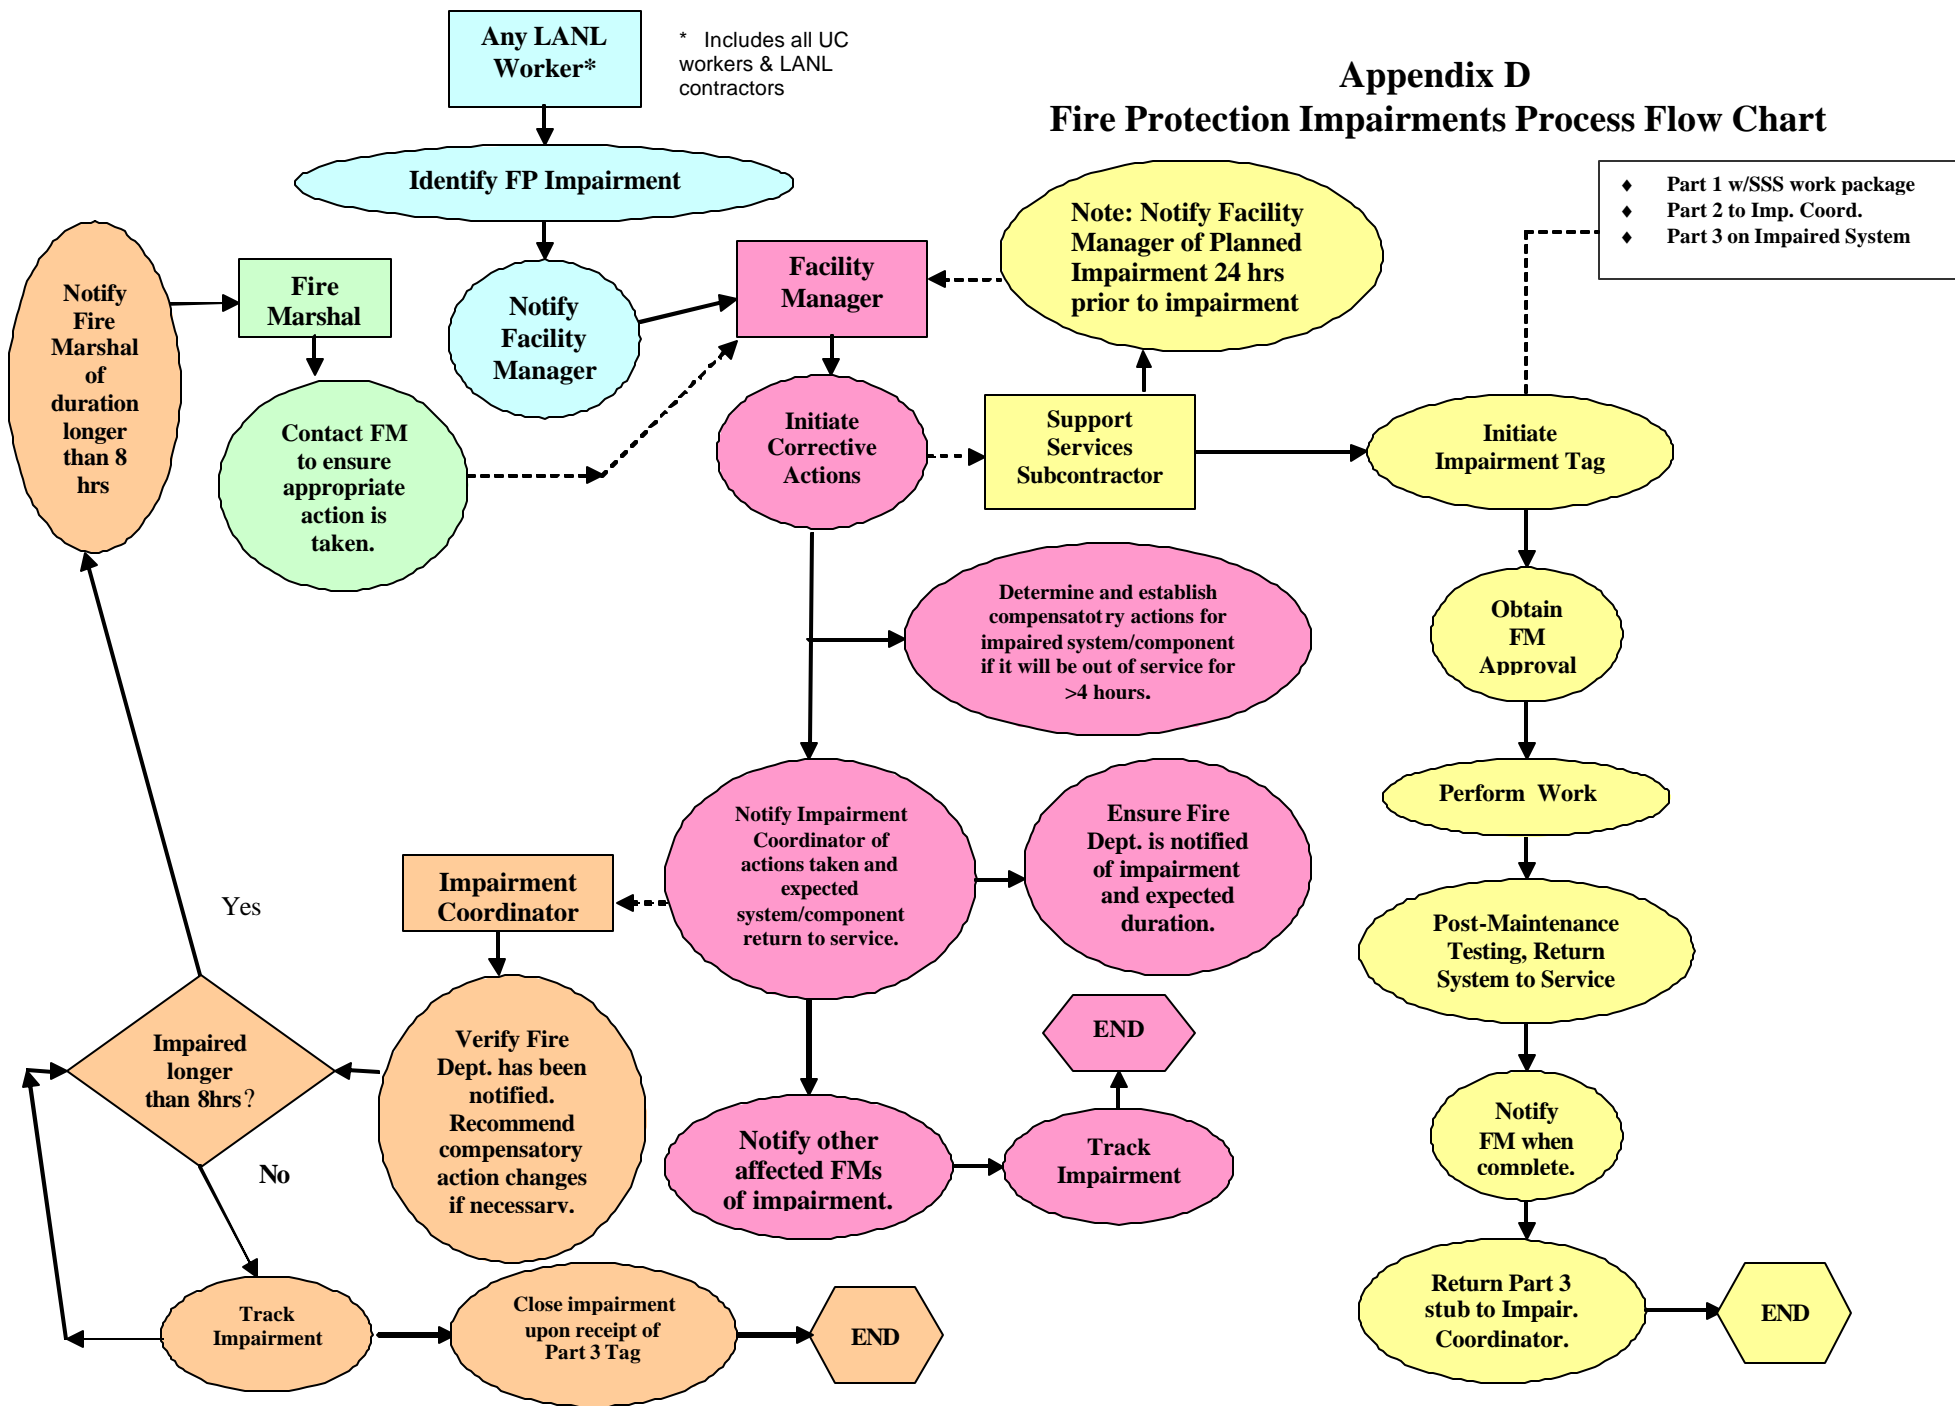 Appendix D
Fire Protection Impairments Process Flow Chart
Any LANL
Worker*
* Includes all UC
workers & LANL
contractors
Identify FP Impairment
Notify
Facility
Manager
Facility
Manager
Note: Notify Facility
Manager of Planned
Impairment 24 hrs
prior to impairment
♦ Part 1 w/SSS work package
♦ Part 2 to Imp. Coord.
♦ Part 3 on Impaired System
Notify
Fire
Marshal
of
duration
longer
than 8
hrs
Fire
Marshal
Contact FM
to ensure
appropriate
action is
taken.
Initiate
Corrective
Actions
Support
Services
Subcontractor
Initiate
Impairment Tag
Determine and establish
compensatotry actions for
impaired system/component
if it will be out of service for
>4 hours.
Obtain
FM
Approval
Perform Work
Notify Impairment
Coordinator of
actions taken and
expected
system/component
return to service.
Ensure Fire
Dept. is notified
of impairment
and expected
duration.
Impairment
Coordinator
Yes
Post-Maintenance
Testing, Return
System to Service
Impaired
longer
than 8hrs?
Verify Fire
Dept. has been
notified.
Recommend
compensatory
action changes
if necessary.
END
No
Notify other
affected FMs
of impairment.
Track
Impairment
Notify
FM when
complete.
Track
Impairment
Close impairment
upon receipt of
Part 3 Tag
END
Return Part 3
stub to Impair.
Coordinator.
END